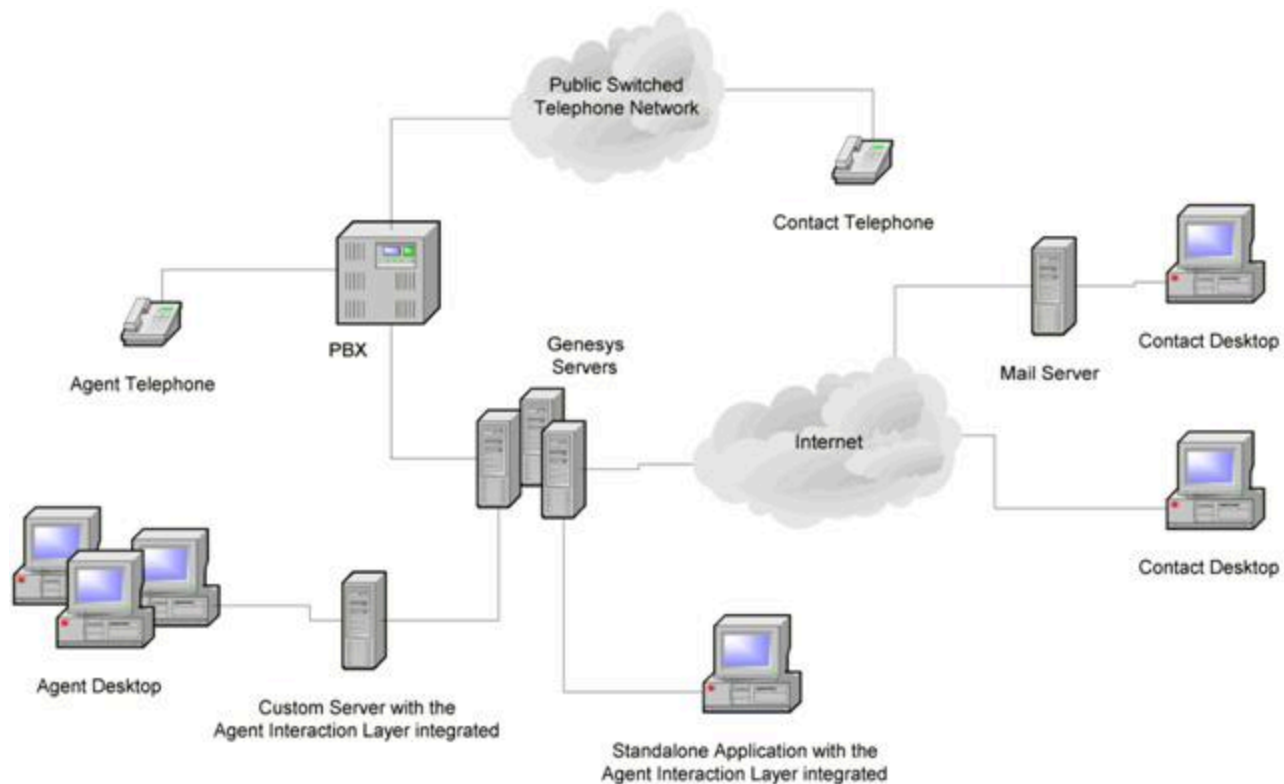 Public Switched
Telephone Network
Contact Telephone
PBX
Agent Telephone
Genesys
Servers
Mail Server
Contact Desktop
Internet
Contact Desktop
Agent Desktop
Custom Server with the
Agent Interaction Layer integrated
Standalone Application with the
Agent Interaction Layer integrated